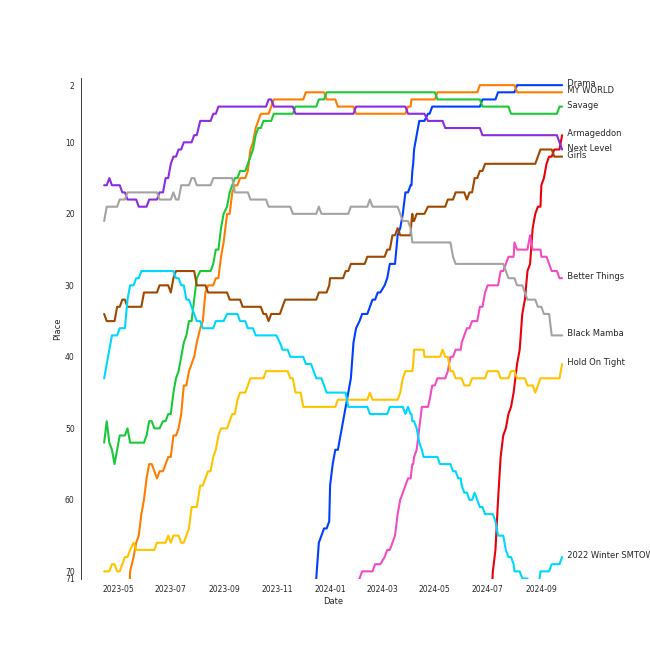 Drama
MY WORLD
Savage
Armageddon
Next Level
Girls
Better Things
Black Mamba
Hold On Tight
2022 Winter SMTOW
2
10
20
30
40
50
60
70
71
Place
2023-05
2023-07
2023-09
2023-11
2024-01
2024-03
2024-05
2024-07
2024-09
Date